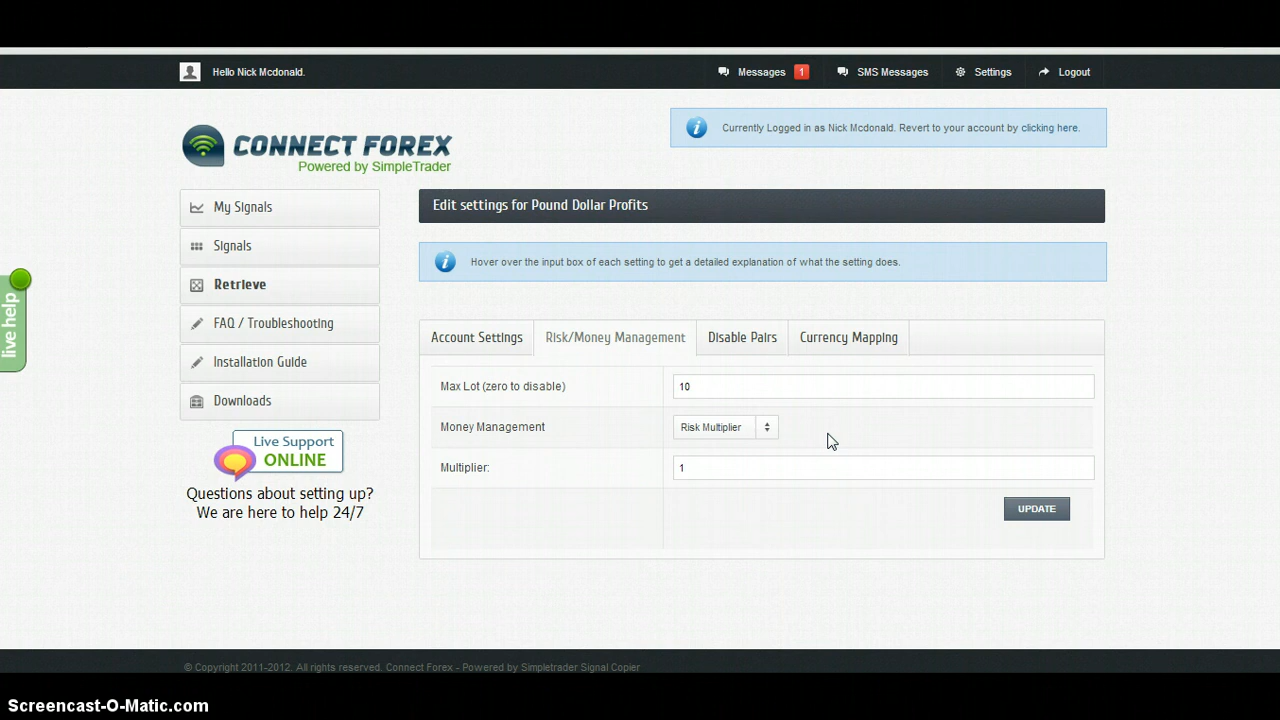 Hello Nick Mcdonald.
Messages 1 SMS Messages Settings Logout
CONNECT FOREX
Powered by SimpleTrader
Currently Logged in as Nick Mcdonald. Revert to your account by clicking here.
My Signals
Signals
Retrieve
FAQ / Troubleshooting
Installation Guide
Downloads
live help
Live Support
ONLINE
Questions about setting up?
We are here to help 24/7
Edit settings for Pound Dollar Profits
Hover over the input box of each setting to get a detailed explanation of what the setting does.
Account Settings Risk/Money Management Disable Pairs Currency Mapping
Max Lot (zero to disable) 10
Money Management Risk Multiplier
Multiplier: 1
UPDATE
© Copyright 2011-2012. All rights reserved. Connect Forex - Powered by Simpletrader Signal Copier
Screencast-O-Matic.com